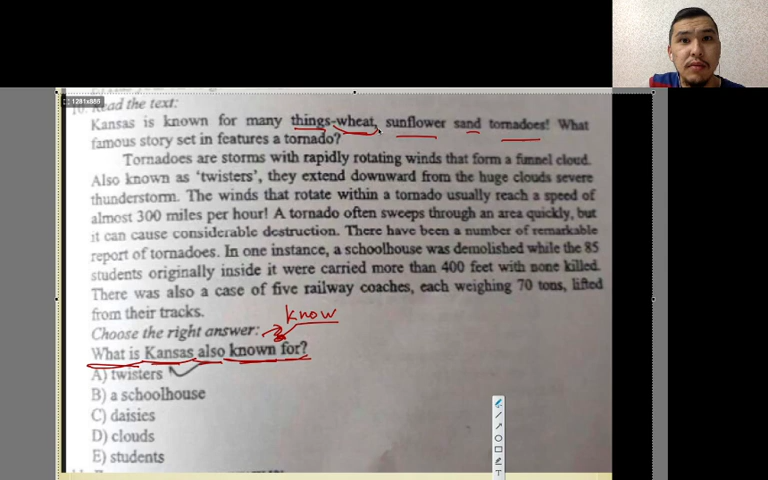 1281x885
Read the text:
Kansas is known for many things-wheat, sunflower sand tornadoes! What
famous story set in features a tornado?
Tornadoes are storms with rapidly rotating winds that form a funnel cloud.
Also known as 'twisters', they extend downward from the huge clouds severe
thunderstorm. The winds that rotate within a tornado usually reach a speed of
almost 300 miles per hour! A tornado often sweeps through an area quickly, but
it can cause considerable destruction. There have been a number of remarkable
report of tornadoes. In one instance, a schoolhouse was demolished while the 85
students originally inside it were carried more than 400 feet with none killed.
There was also a case of five railway coaches, each weighing 70 tons, lifted
from their tracks.
know
Choose the right answer:
What is Kansas also known for?
A) twisters
B) a schoolhouse
C) daisies
D) clouds
E) students
T